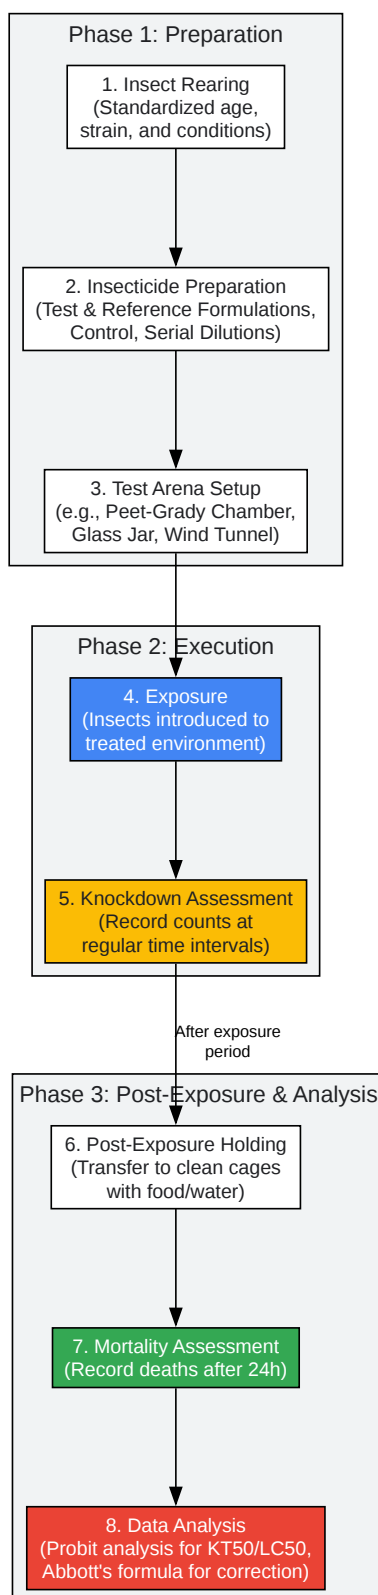 Phase 1: Preparation
1. Insect Rearing
(Standardized age,
strain, and conditions)
2. Insecticide Preparation
(Test & Reference Formulations,
Control, Serial Dilutions)
3. Test Arena Setup
(e.g., Peet-Grady Chamber,
Glass Jar, Wind Tunnel)
Phase 2: Execution
4. Exposure
(Insects introduced to
treated environment)
5. Knockdown Assessment
(Record counts at
regular time intervals)
After exposure
period
Phase 3: Post-Exposure & Analysis
6. Post-Exposure Holding
(Transfer to clean cages
with food/water)
7. Mortality Assessment
(Record deaths after 24h)
8. Data Analysis
(Probit analysis for KT50/LC50,
Abbott's formula for correction)